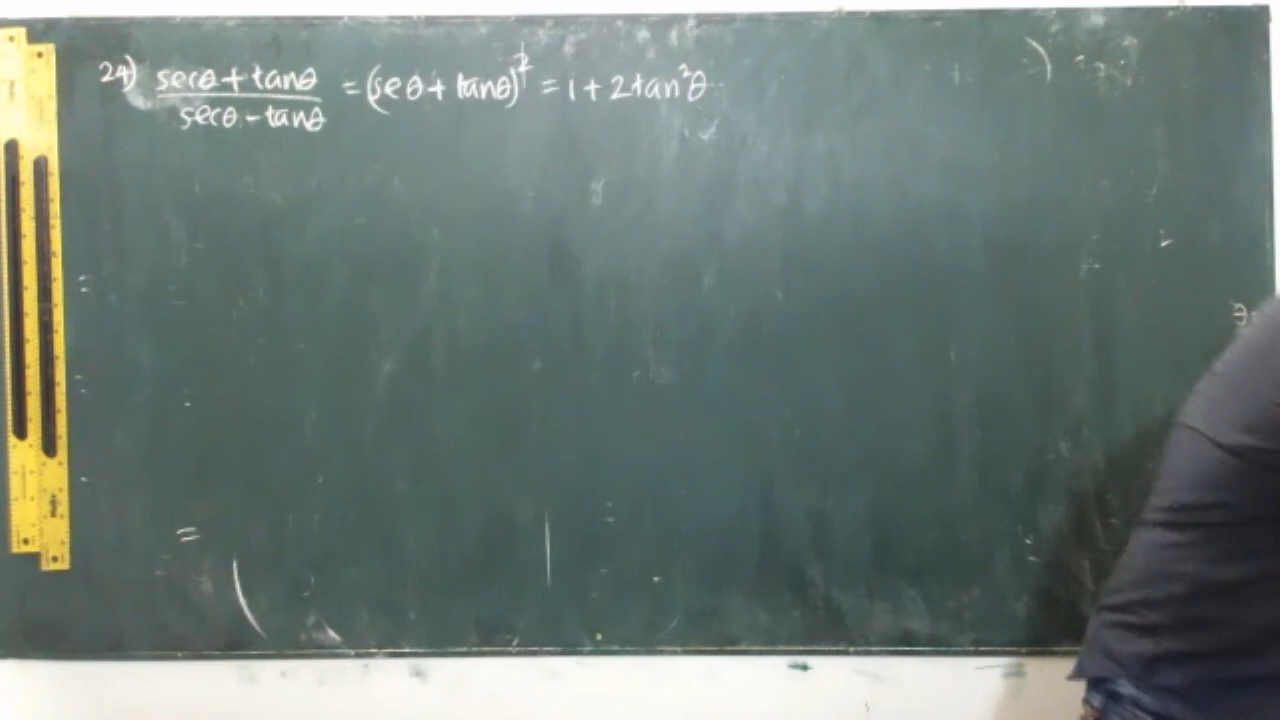 24) secθ + tanθ / secθ - tanθ = (seθ + tanθ)² = 1 + 2tan²θ